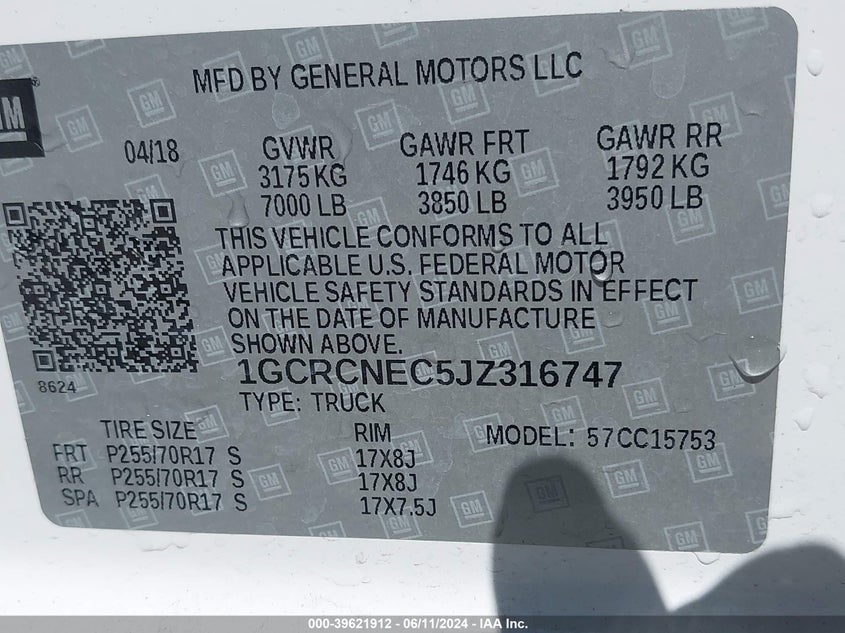 MFD BY GENERAL MOTORS LLC
GM
04/18 GVWR GAWR FRT GAWR RR
3175 KG 1746 KG 1792 KG
7000 LB 3850 LB 3950 LB
THIS VEHICLE CONFORMS TO ALL
APPLICABLE U.S. FEDERAL MOTOR
VEHICLE SAFETY STANDARDS IN EFFECT
ON THE DATE OF MANUFACTURE
SHOWN ABOVE.
8624 1GCRCNEC5JZ316747
TYPE: TRUCK
TIRE SIZE RIM MODEL: 57CC15753
FRT P255/70R17 S 17X8J
RR P255/70R17 S 17X8J
SPA P255/70R17 S 17X7.5J
000-39621912 - 06/11/2024 - IAA Inc.